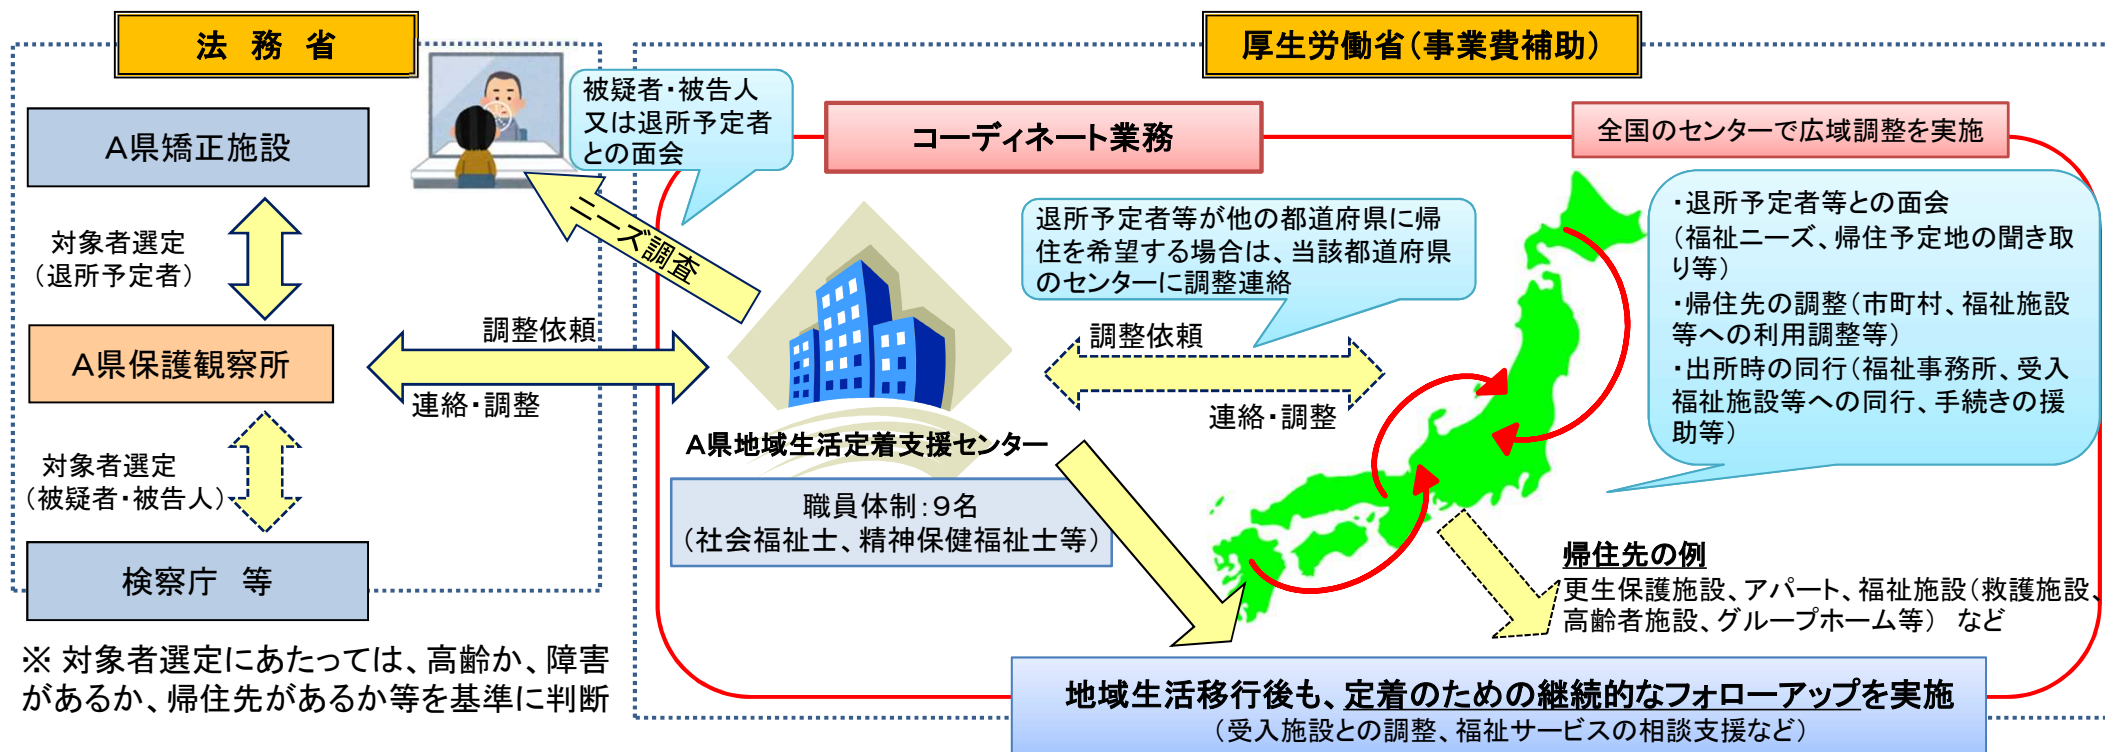 法 務 省
A県矯正施設
対象者選定
（退所予定者）
A県保護観察所
対象者選定
（被疑者・被告人）
検察庁 等
※ 対象者選定にあたっては、高齢か、障害
があるか、帰住先があるか等を基準に判断
調整依頼
連絡・調整
厚生労働省（事業費補助）
被疑者・被告人
又は退所予定者
との面会
ニーズ調査
コーディネート業務
全国のセンターで広域調整を実施
退所予定者等が他の都道府県に帰
住を希望する場合は、当該都道府県
のセンターに調整連絡
調整依頼
連絡・調整
A県地域生活定着支援センター
職員体制：９名
（社会福祉士、精神保健福祉士等）
・退所予定者等との面会
（福祉ニーズ、帰住予定地の聞き取
り等）
・帰住先の調整（市町村、福祉施設
等への利用調整等）
・出所時の同行（福祉事務所、受入
福祉施設等への同行、手続きの援
助等）
帰住先の例
更生保護施設、アパート、福祉施設（救護施設、
高齢者施設、グループホーム等） など
地域生活移行後も、定着のための継続的なフォローアップを実施
（受入施設との調整、福祉サービスの相談支援など）